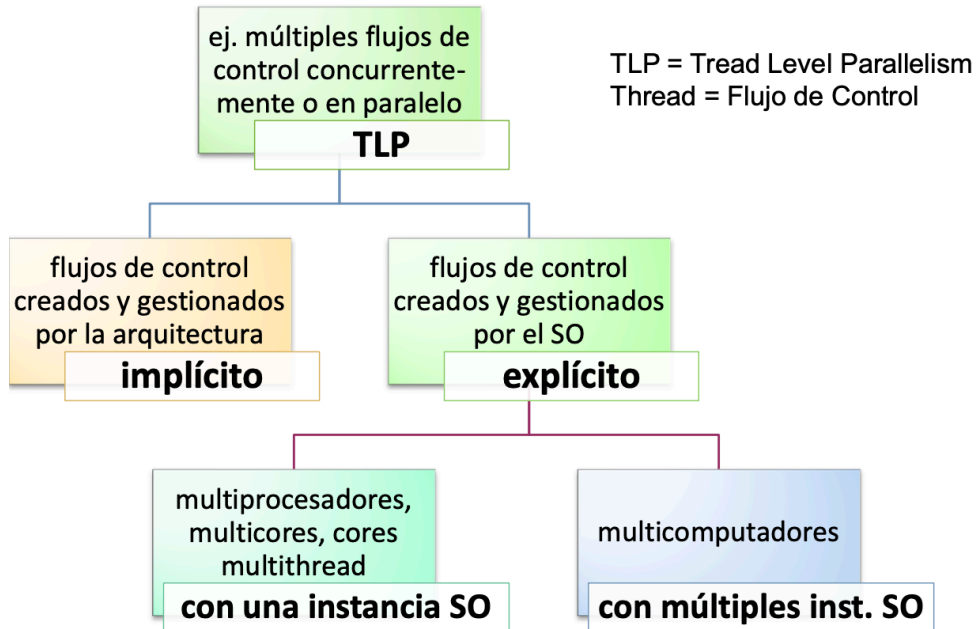 ej. múltiples flujos de
control concurrente-
mente o en paralelo
TLP
TLP = Tread Level Parallelism
Thread = Flujo de Control
flujos de control
creados y gestionados
por la arquitectura
implícito
flujos de control
creados y gestionados
por el SO
explícito
multiprocesadores,
multicores, cores
multithread
con una instancia SO
multicomputadores
con múltiples inst. SO